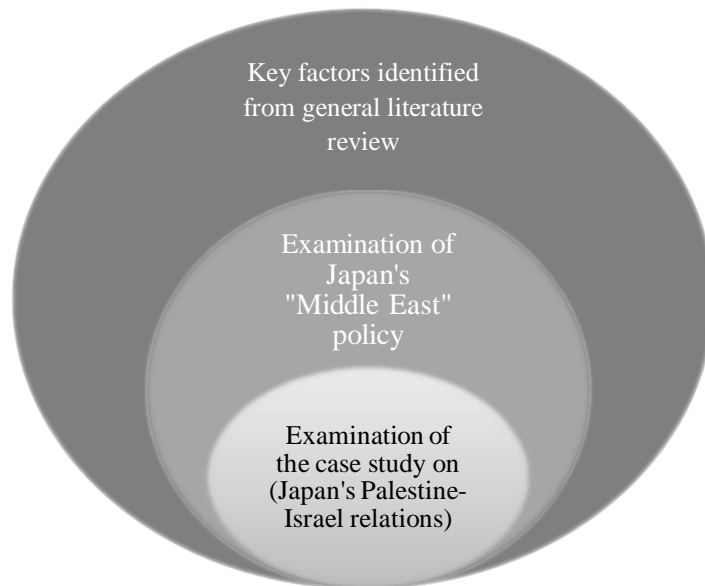 Key factors identified
from general literature
review
Examination of
Japan's
"Middle East"
policy
Examination of
the case study on
(Japan's Palestine-
Israel relations)